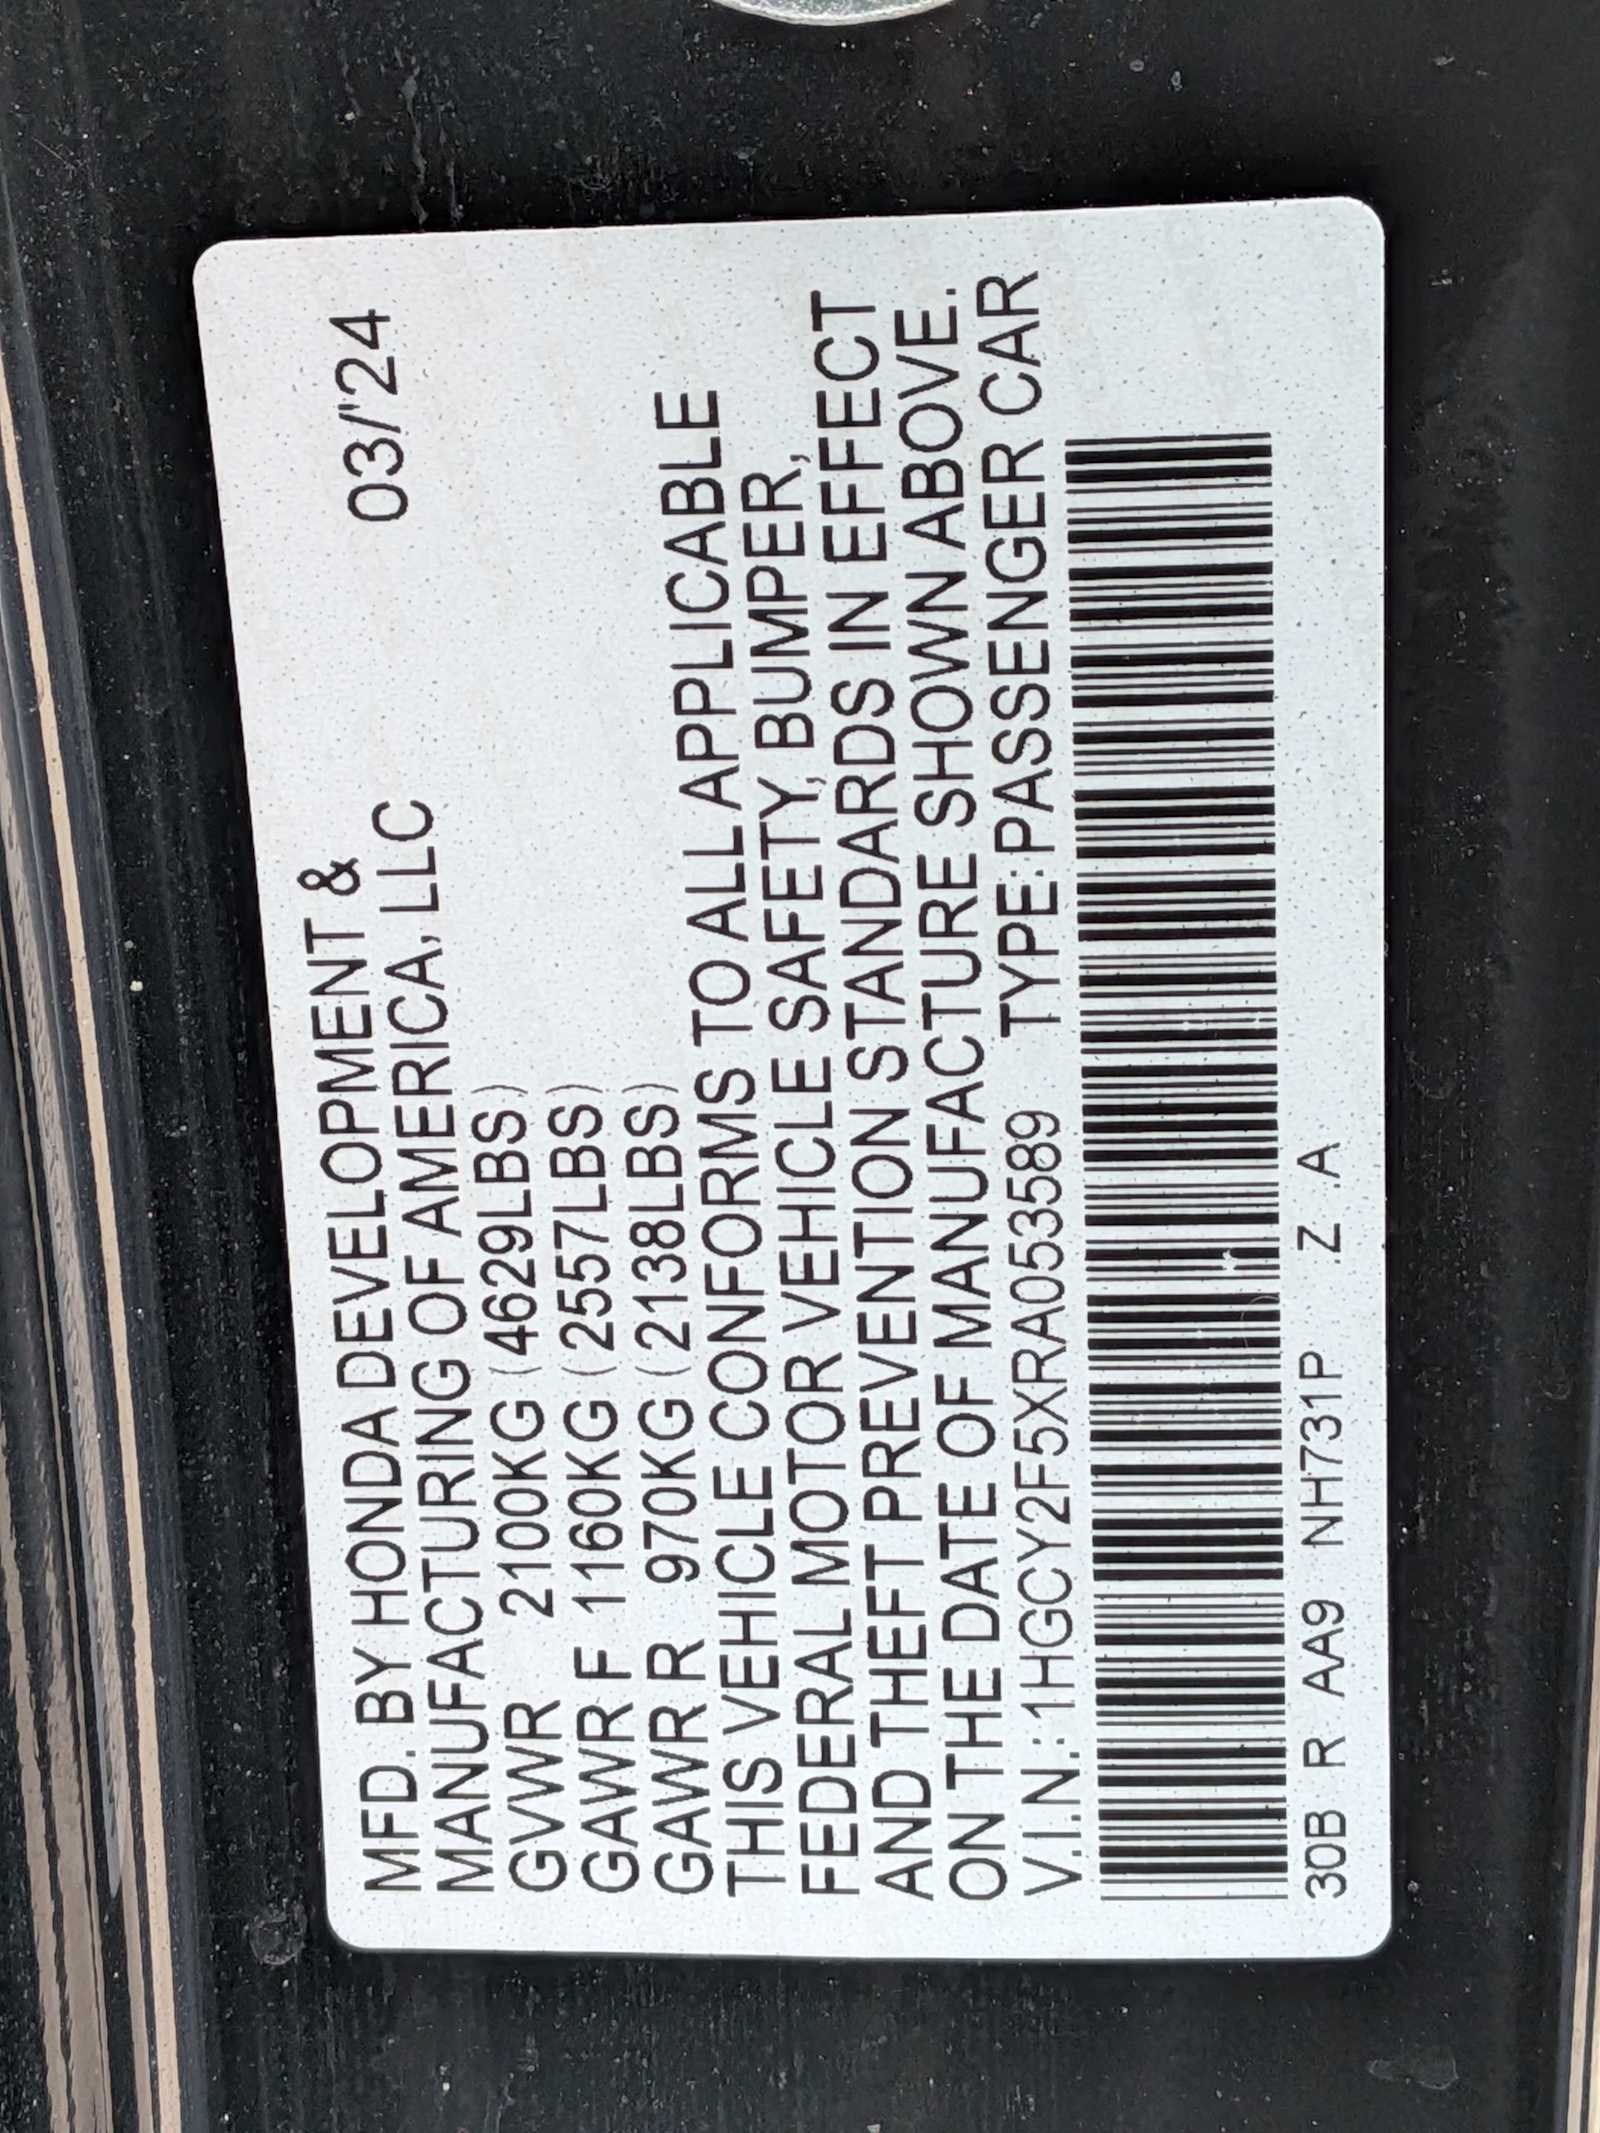 MFD. BY HONDA DEVELOPMENT & 03/'24
MANUFACTURING OF AMERICA, LLC
GVWR 2100KG (4629LBS)
GAWR F 1160KG (2557LBS)
GAWR R 970KG (2138LBS)
THIS VEHICLE CONFORMS TO ALL APPLICABLE
FEDERAL MOTOR VEHICLE SAFETY, BUMPER,
AND THEFT PREVENTION STANDARDS IN EFFECT
ON THE DATE OF MANUFACTURE SHOWN ABOVE.
V.I.N.: 1HGCY2F5XRA053589 TYPE: PASSENGER CAR
30B R AA9 NH731P .Z .A